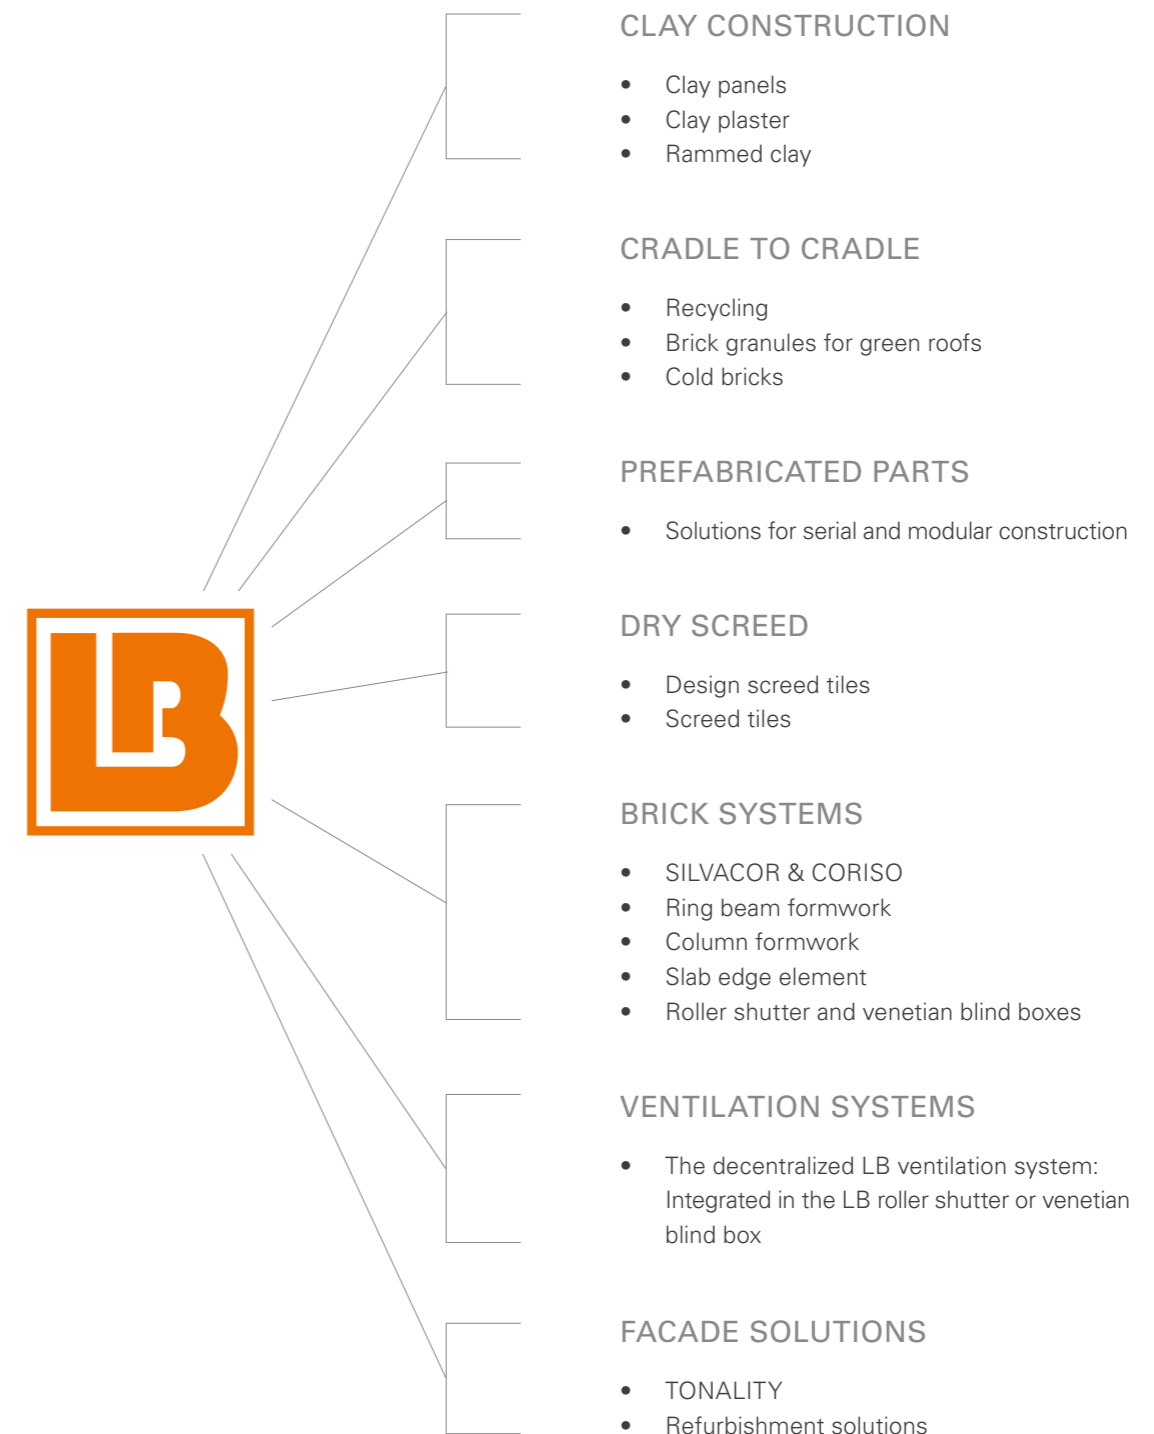 CLAY CONSTRUCTION
• Clay panels
• Clay plaster
• Rammed clay
CRADLE TO CRADLE
• Recycling
• Brick granules for green roofs
• Cold bricks
PREFABRICATED PARTS
• Solutions for serial and modular construction
LB
DRY SCREED
• Design screed tiles
• Screed tiles
BRICK SYSTEMS
• SILVACOR & CORISO
• Ring beam formwork
• Column formwork
• Slab edge element
• Roller shutter and venetian blind boxes
VENTILATION SYSTEMS
• The decentralized LB ventilation system:
Integrated in the LB roller shutter or venetian
blind box
FACADE SOLUTIONS
• TONALITY
• Refurbishment solutions